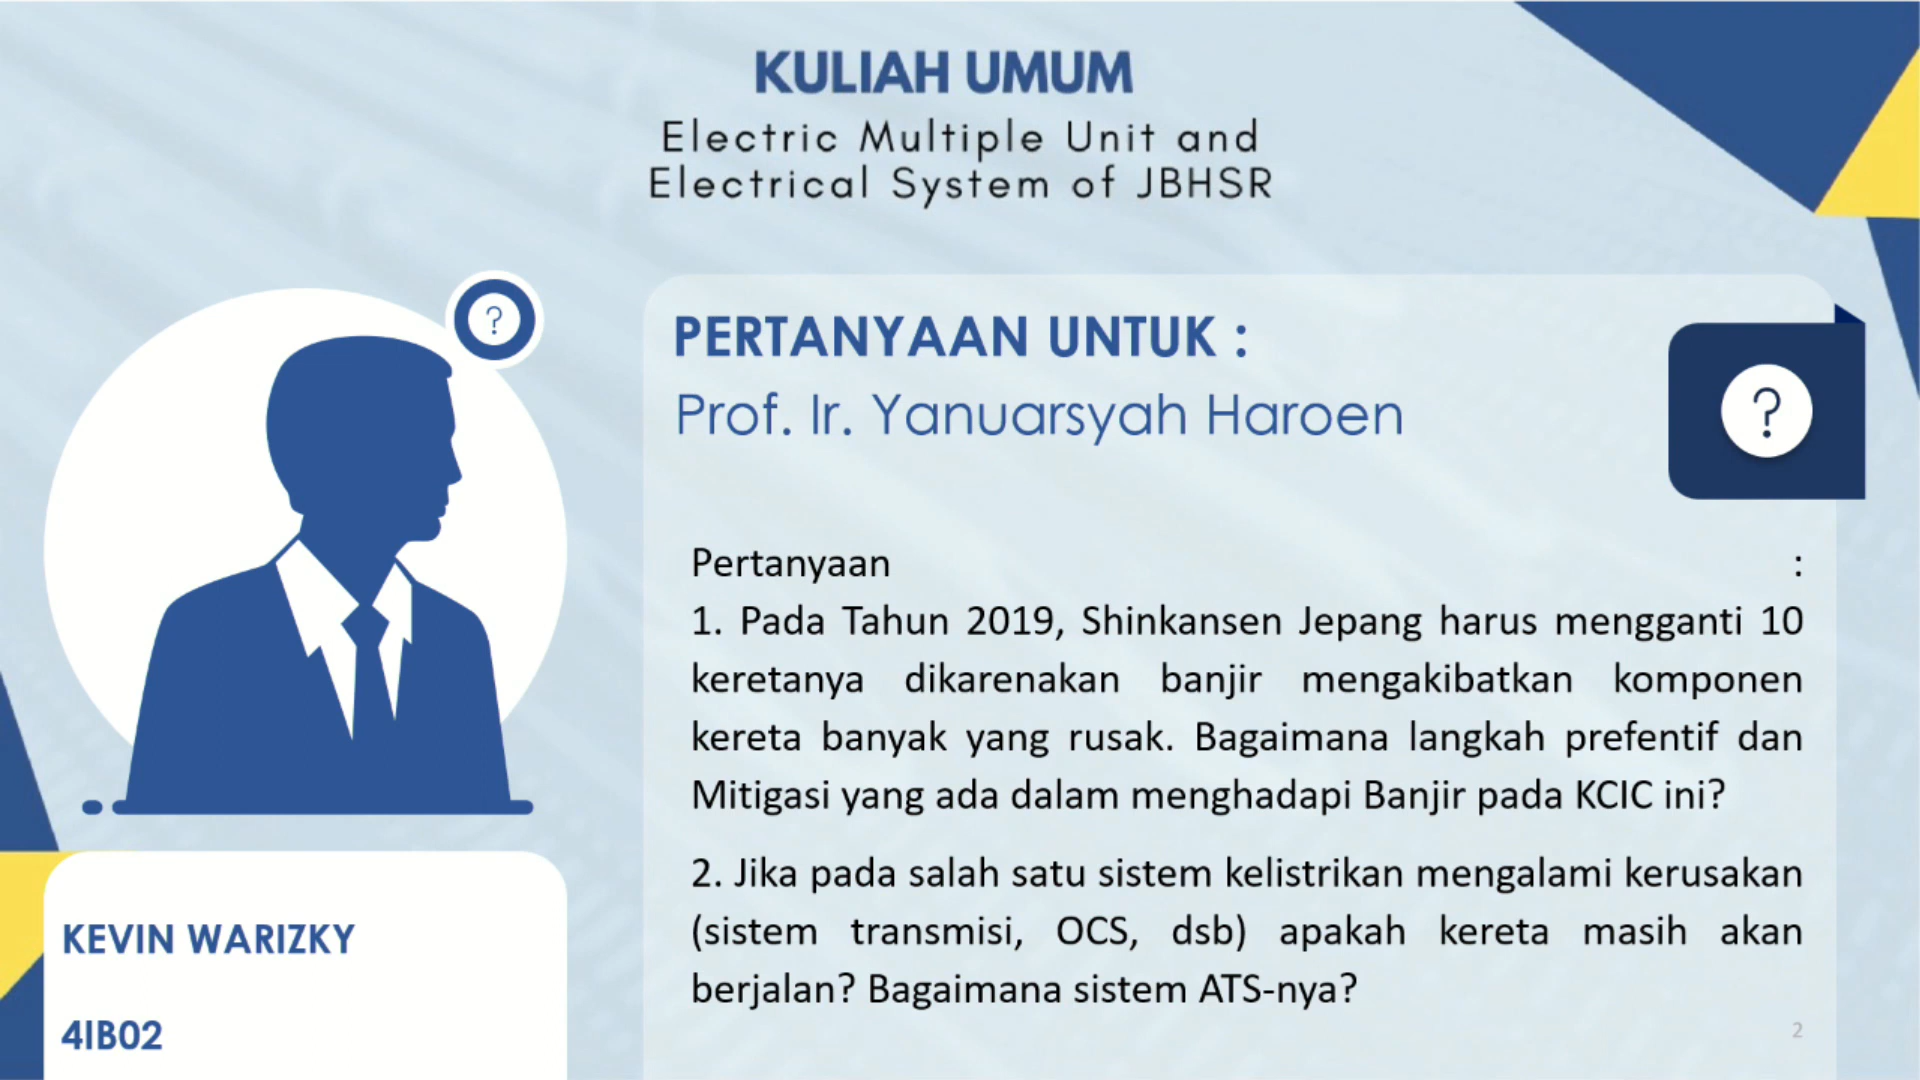 KULIAH UMUM
Electric Multiple Unit and
Electrical System of JBHSR
?
PERTANYAAN UNTUK :
Prof. Ir. Yanuarsyah Haroen
?
Pertanyaan :
1. Pada Tahun 2019, Shinkansen Jepang harus mengganti 10
keretanya dikarenakan banjir mengakibatkan komponen
kereta banyak yang rusak. Bagaimana langkah prefentif dan
Mitigasi yang ada dalam menghadapi Banjir pada KCIC ini?
2. Jika pada salah satu sistem kelistrikan mengalami kerusakan
(sistem transmisi, OCS, dsb) apakah kereta masih akan
berjalan? Bagaimana sistem ATS-nya?
KEVIN WARIZKY
4IB02
2